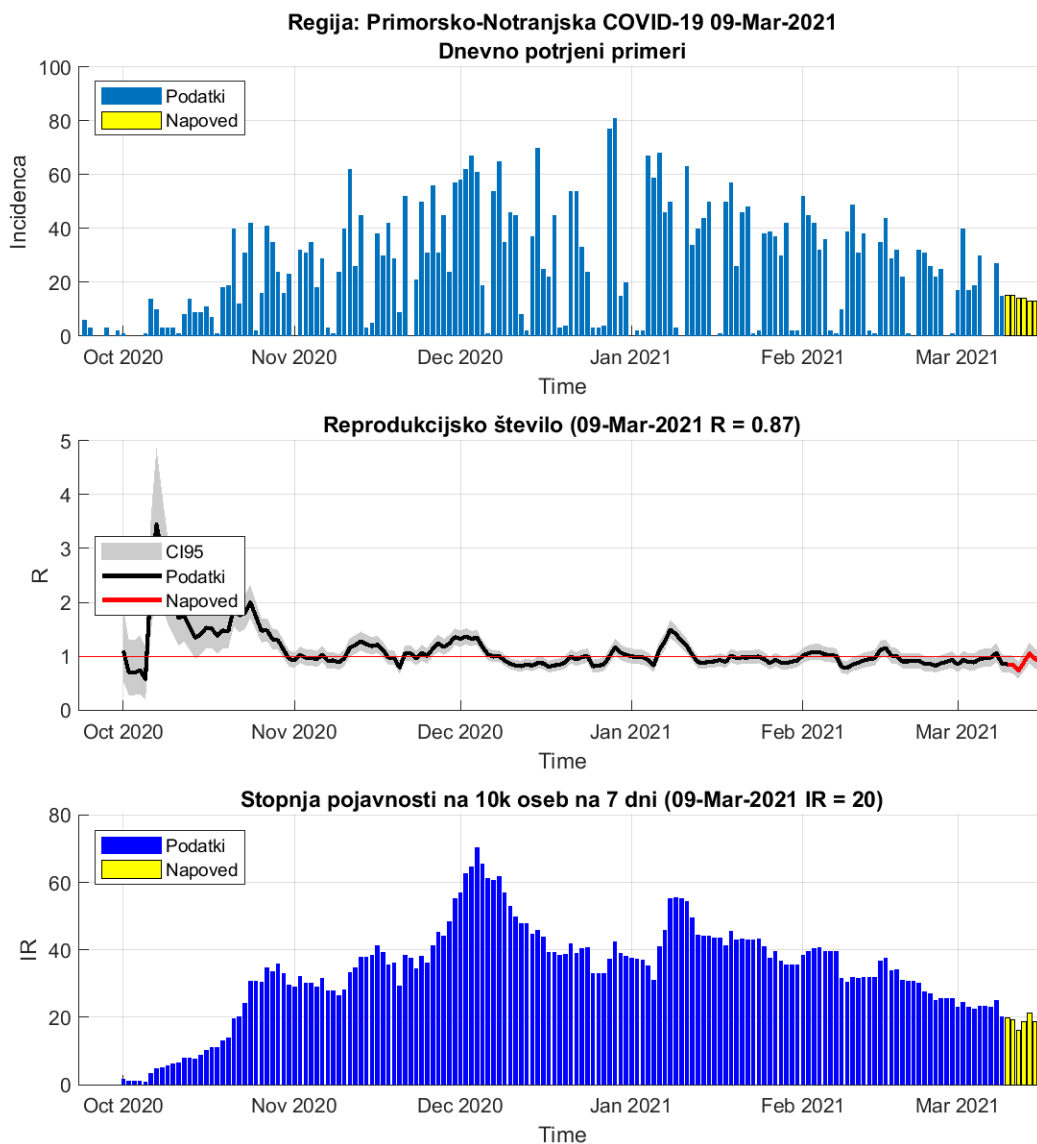 Regija: Primorsko-Notranjska COVID-19 09-Mar-2021
Dnevno potrjeni primeri
100
80
60
40
20
0
Incidenca
Podatki
Napoved
Oct 2020 Nov 2020 Dec 2020 Jan 2021 Feb 2021 Mar 2021
Time
Reprodukcijsko število (09-Mar-2021 R = 0.87)
5
4
3
2
1
0
R
CI95
Podatki
Napoved
Oct 2020 Nov 2020 Dec 2020 Jan 2021 Feb 2021 Mar 2021
Time
Stopnja pojavnosti na 10k oseb na 7 dni (09-Mar-2021 IR = 20)
80
60
40
20
0
IR
Podatki
Napoved
Oct 2020 Nov 2020 Dec 2020 Jan 2021 Feb 2021 Mar 2021
Time